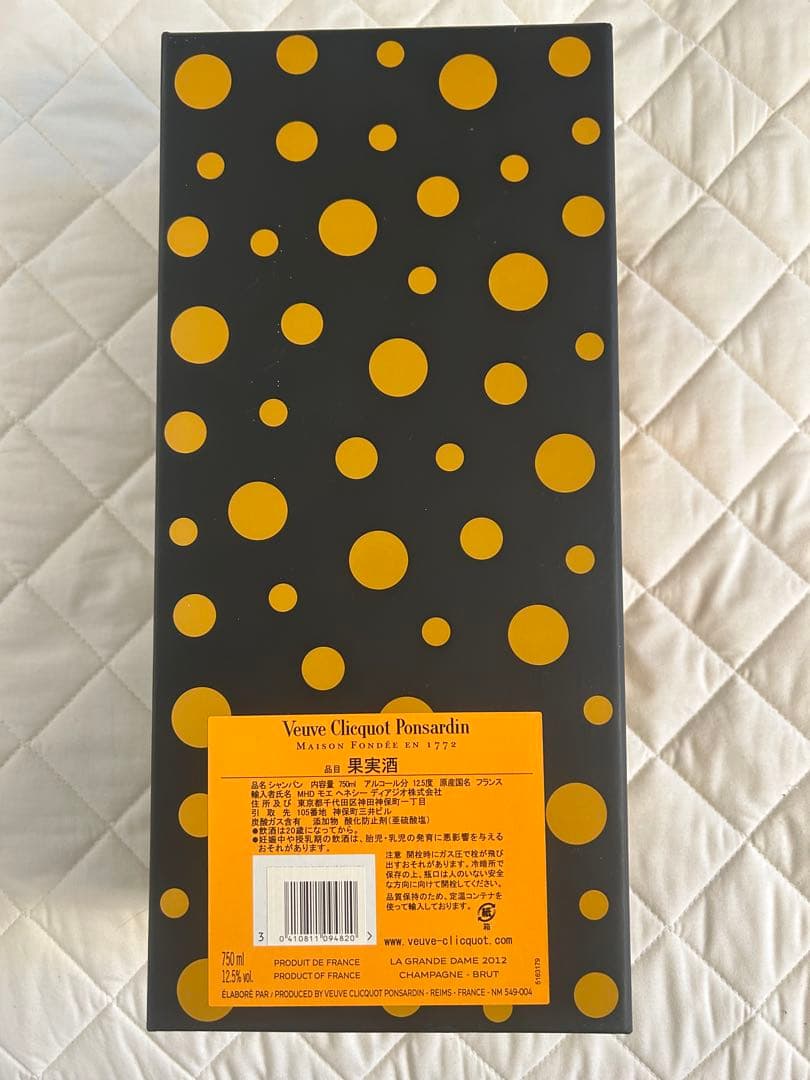 Veuve Clicquot Ponsardin
MAISON FONDÉE EN 1772
品目 果実酒
品名 シャンパン 内容量 750ml アルコール分 12.5度 原産国名 フランス
輸入者氏名 MHD モエ ヘネシー ディアジオ株式会社
住所及び 東京都千代田区神田神保町一丁目
引取先 105番地 神保町三井ビル
炭酸ガス含有 添加物 酸化防止剤(亜硫酸塩)
●飲酒は20歳になってから。
●妊娠中や授乳期の飲酒は、胎児・乳児の発育に悪影響を与える
おそれがあります。
注意 開栓時にガス圧で栓が飛び
出すおそれがあります。冷暗所で
保存の上、瓶口は人のいない安全
な方向に向けて開栓してください。
品質保持のため、定温コンテナを
使って輸入しております。
紙
箱
3 0410811094820 >
www.veuve-clicquot.com
750 ml
12.5% vol.
PRODUIT DE FRANCE
PRODUCT OF FRANCE
LA GRANDE DAME 2012
CHAMPAGNE - BRUT
5163179
ÉLABORÉ PAR / PRODUCED BY VEUVE CLICQUOT PONSARDIN - REIMS - FRANCE - NM 549-004